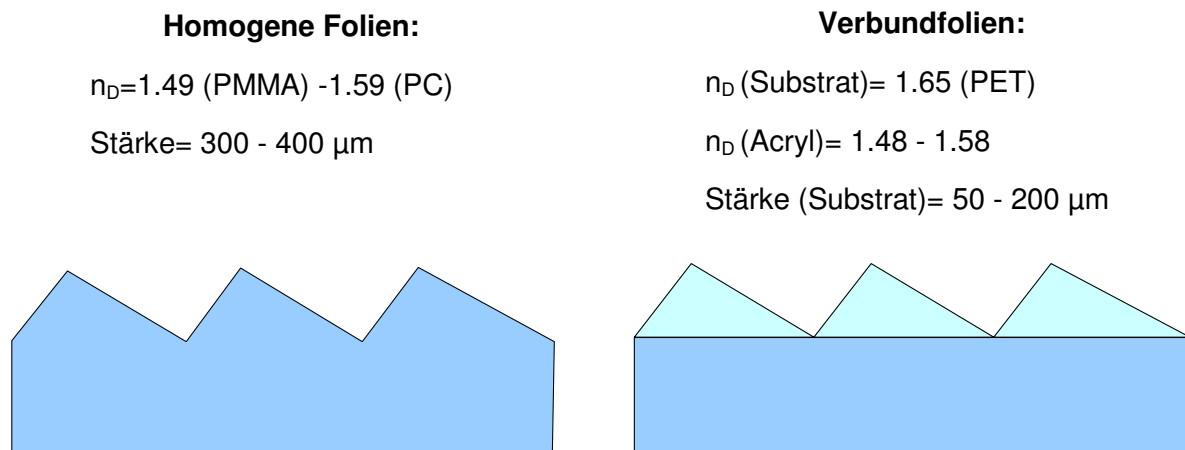 Homogene Folien:
n_D=1.49 (PMMA) -1.59 (PC)
Stärke= 300 - 400 µm
Verbundfolien:
n_D (Substrat)= 1.65 (PET)
n_D (Acryl)= 1.48 - 1.58
Stärke (Substrat)= 50 - 200 µm